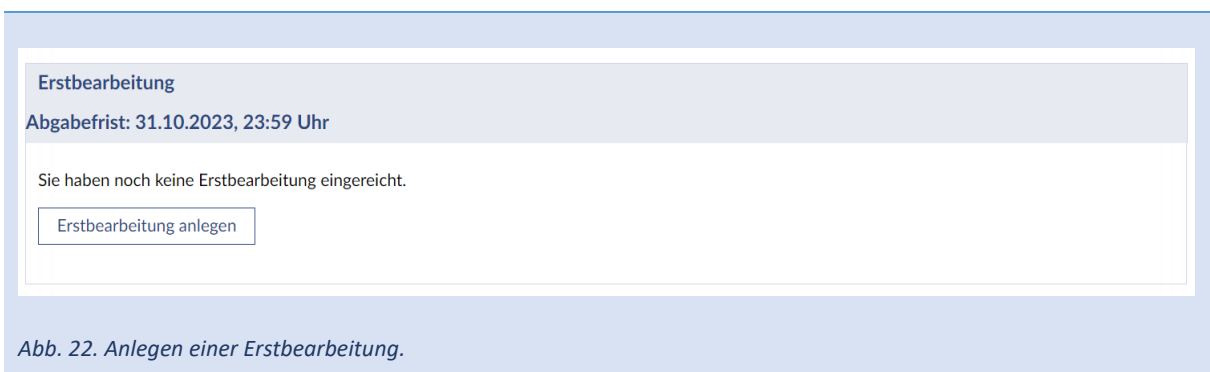 Erstbearbeitung
Abgabefrist: 31.10.2023, 23:59 Uhr
Sie haben noch keine Erstbearbeitung eingereicht.
Erstbearbeitung anlegen
Abb. 22. Anlegen einer Erstbearbeitung.